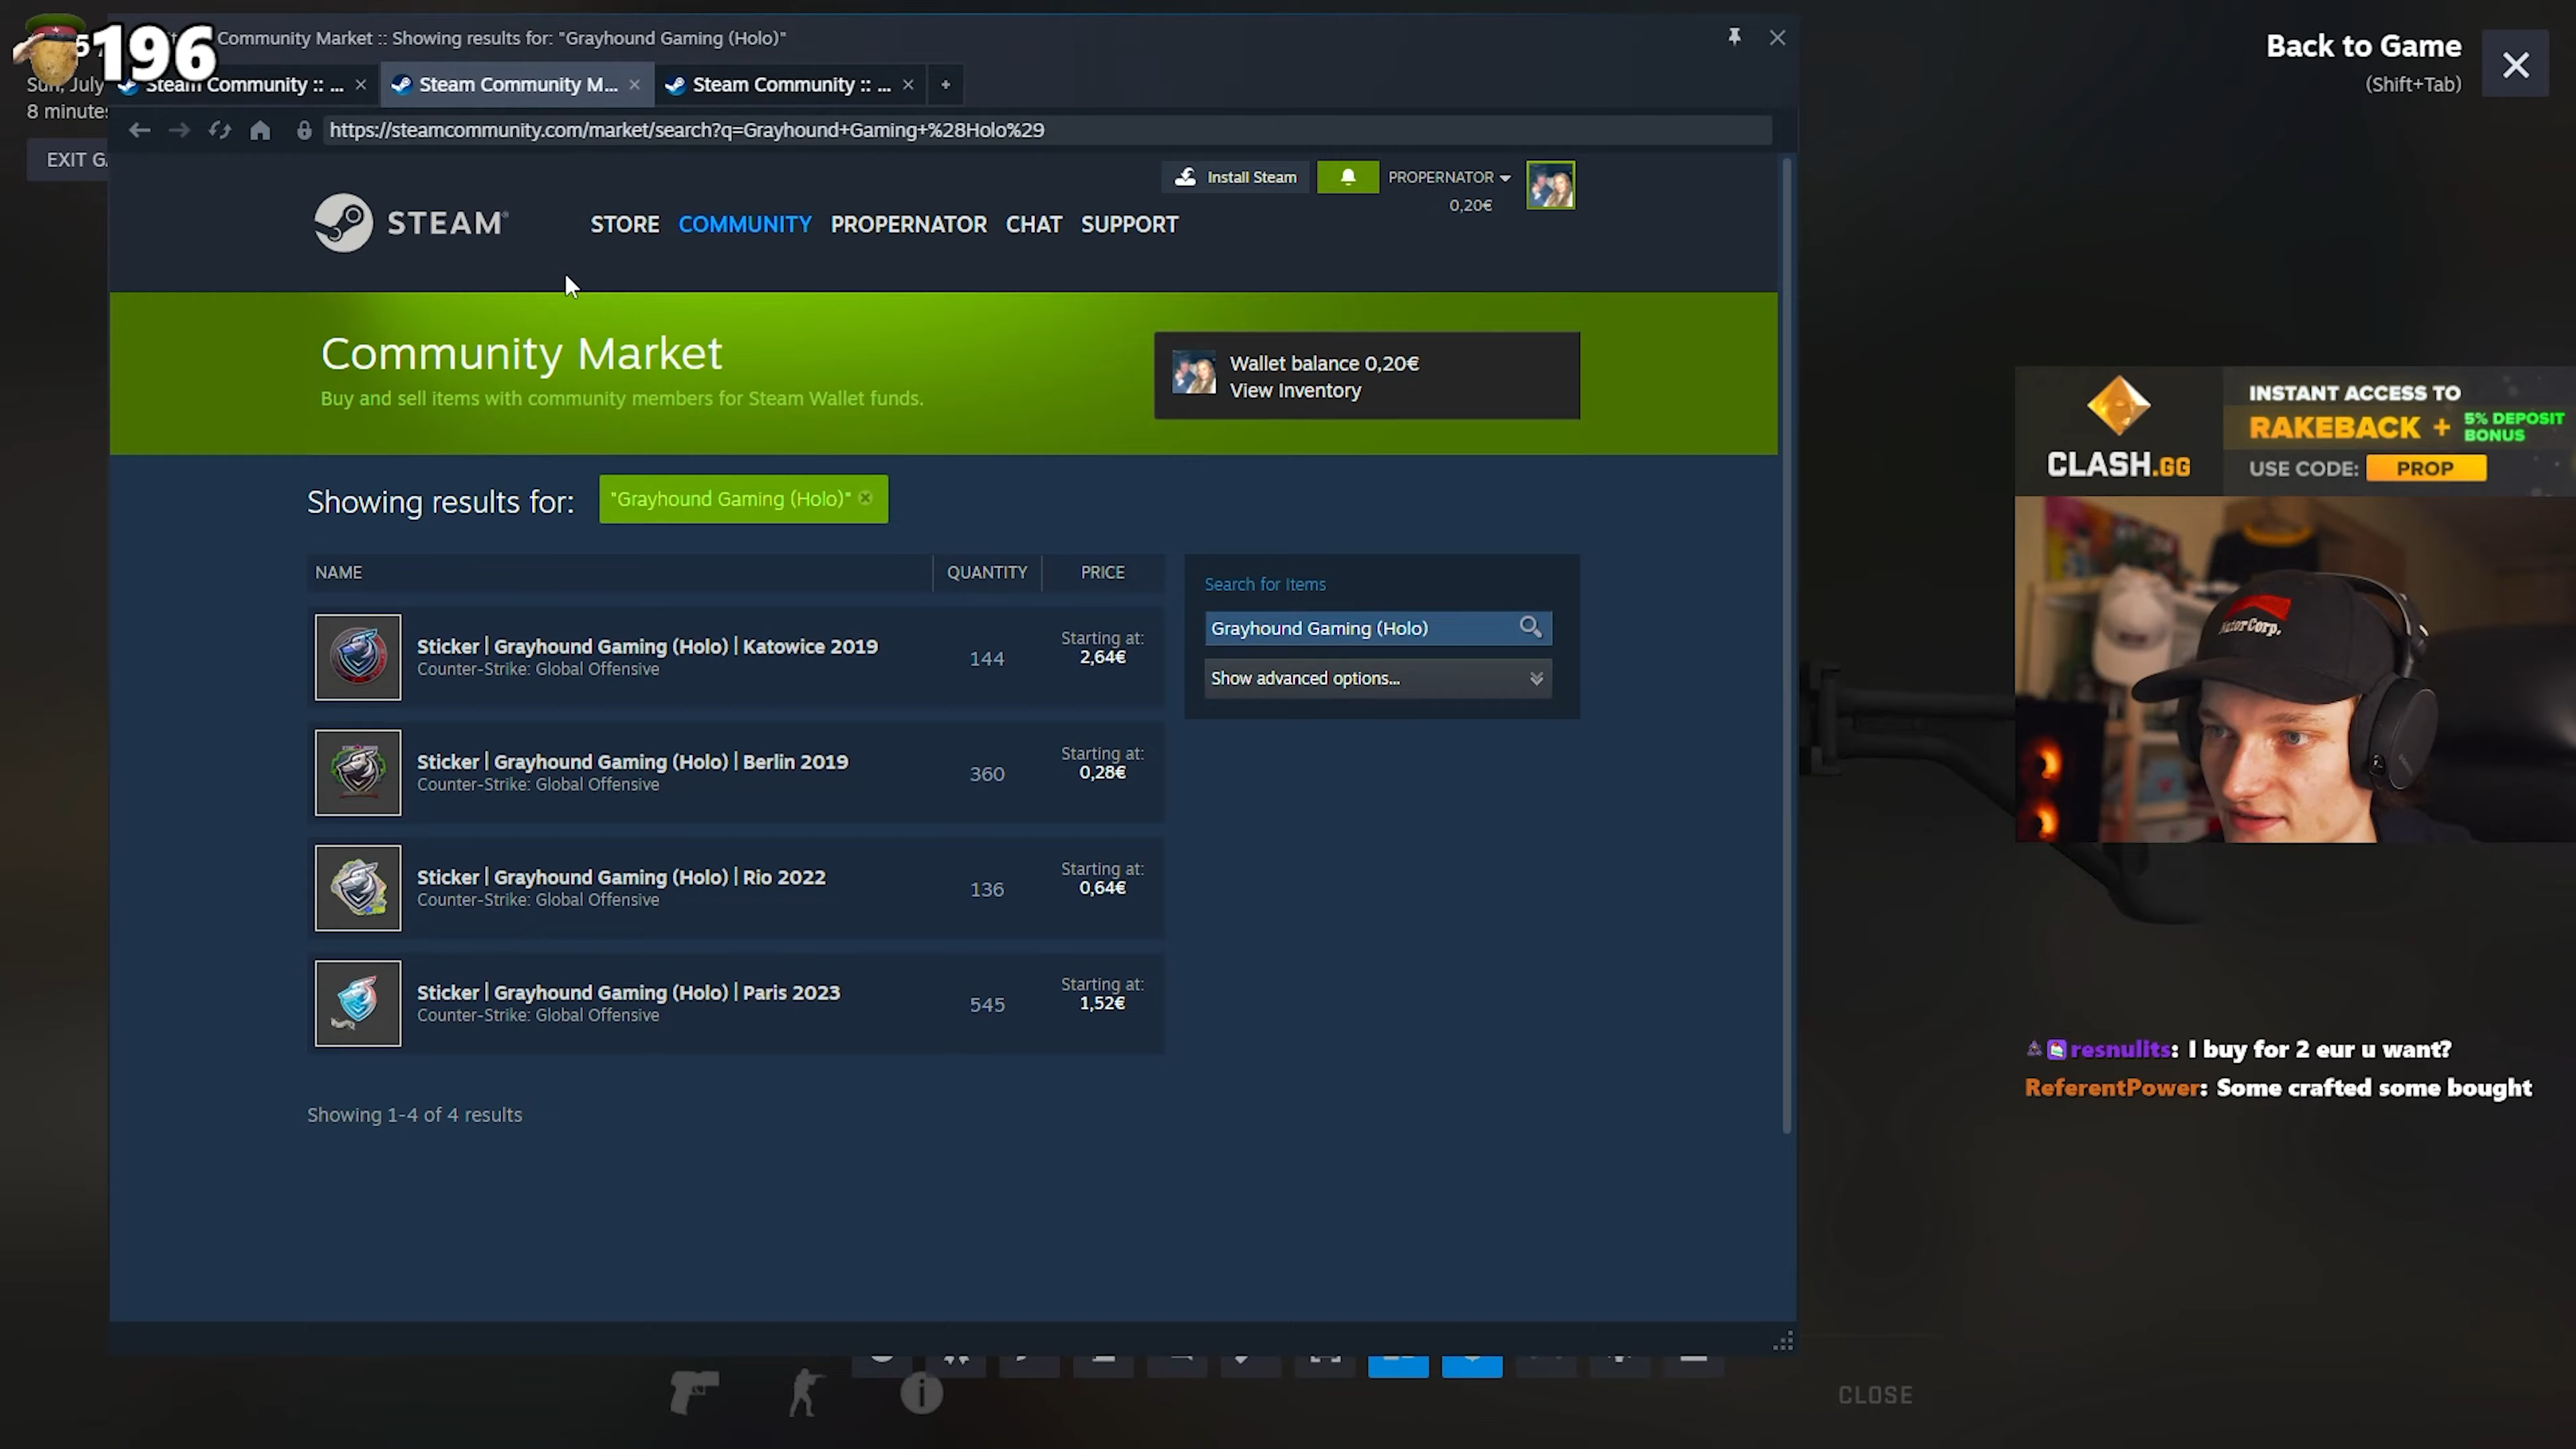 196
Community Market :: Showing results for: "Grayhound Gaming (Holo)"
Back to Game
(Shift+Tab)
Sun, July
8 minutes
EXIT GA
Steam Community :: ...
Steam Community M...
Steam Community :: ...
https://steamcommunity.com/market/search?q=Grayhound+Gaming+%28Holo%29
Install Steam
PROPERNATOR
0,20€
STEAM®
STORE COMMUNITY PROPERNATOR CHAT SUPPORT
Community Market
Buy and sell items with community members for Steam Wallet funds.
Wallet balance 0,20€
View Inventory
Showing results for: "Grayhound Gaming (Holo)"
NAME QUANTITY PRICE
Sticker | Grayhound Gaming (Holo) | Katowice 2019
Counter-Strike: Global Offensive
144
Starting at:
2,64€
Sticker | Grayhound Gaming (Holo) | Berlin 2019
Counter-Strike: Global Offensive
360
Starting at:
0,28€
Sticker | Grayhound Gaming (Holo) | Rio 2022
Counter-Strike: Global Offensive
136
Starting at:
0,64€
Sticker | Grayhound Gaming (Holo) | Paris 2023
Counter-Strike: Global Offensive
545
Starting at:
1,52€
Showing 1-4 of 4 results
Search for Items
Grayhound Gaming (Holo)
Show advanced options...
CLASH.GG
INSTANT ACCESS TO
RAKEBACK + 5% DEPOSIT BONUS
USE CODE: PROP
resnulits: I buy for 2 eur u want?
ReferentPower: Some crafted some bought
CLOSE